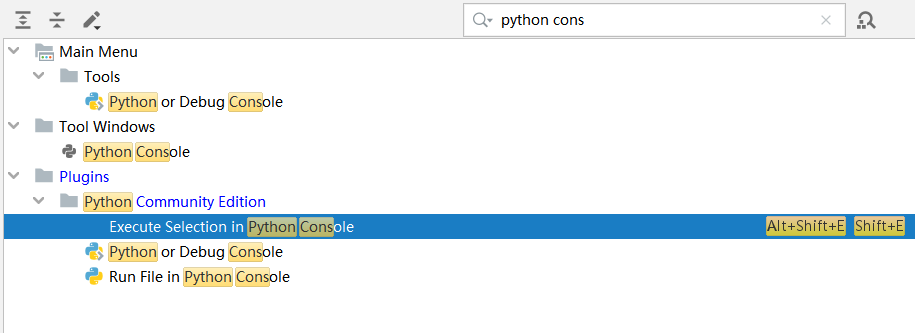 python cons
Main Menu
Tools
Python or Debug Console
Tool Windows
Python Console
Plugins
Python Community Edition
Execute Selection in Python Console Alt+Shift+E Shift+E
Python or Debug Console
Run File in Python Console